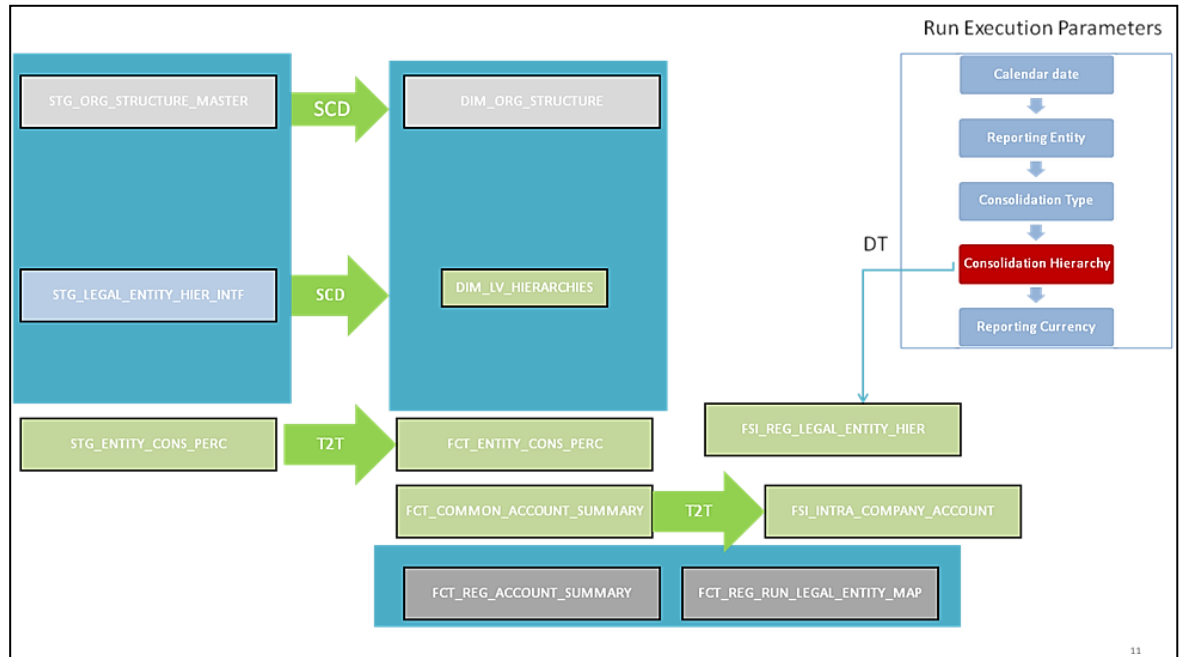 Run Execution Parameters
STG_ORG_STRUCTURE_MASTER
SCD
DIM_ORG_STRUCTURE
Calendar date
Reporting Entity
Consolidation Type
DT
Consolidation Hierarchy
STG_LEGAL_ENTITY_HIER_INTF
SCD
DIM_LV_HIERARCHIES
Reporting Currency
STG_ENTITY_CONS_PERC
T2T
FCT_ENTITY_CONS_PERC
FSI_REG_LEGAL_ENTITY_HIER
FCT_COMMON_ACCOUNT_SUMMARY
T2T
FSI_INTRA_COMPANY_ACCOUNT
FCT_REG_ACCOUNT_SUMMARY
FCT_REG_RUN_LEGAL_ENTITY_MAP
11